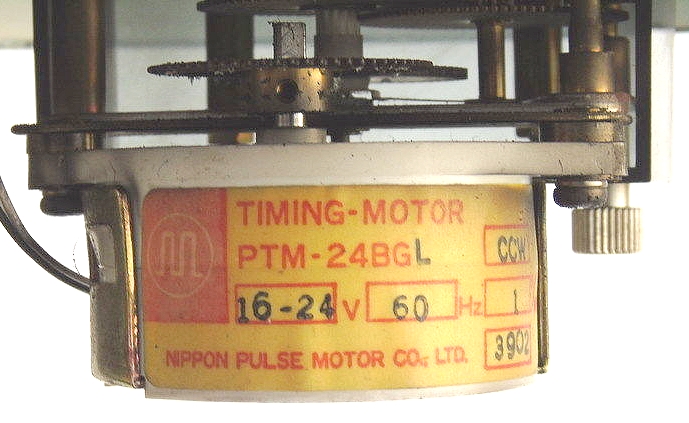 TIMING-MOTOR
PTM-24BGL
CCW
16-24 V 60 Hz 1
3902
NIPPON PULSE MOTOR CO., LTD.